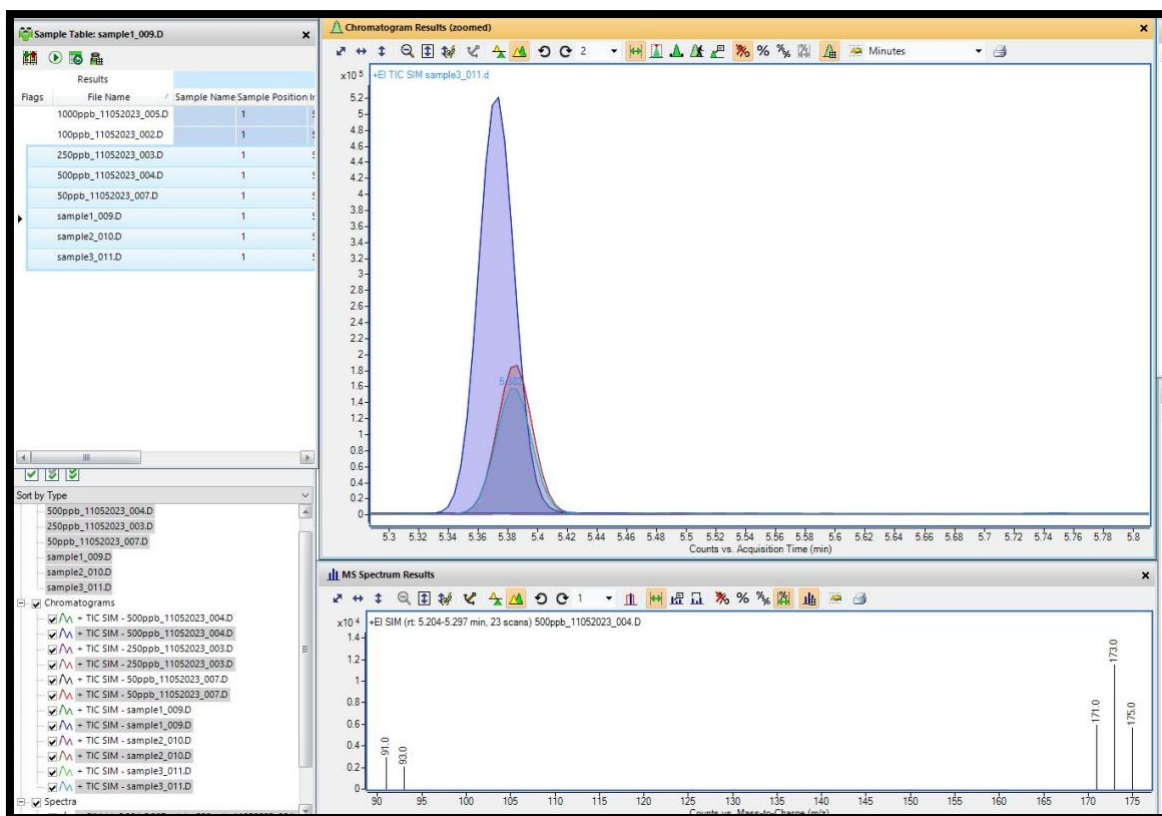 Sample Table: sample1_009.D
Results
Flags File Name Sample Name Sample Position
1000ppb_11052023_005.D 1
100ppb_11052023_002.D 1
250ppb_11052023_003.D 1
500ppb_11052023_004.D 1
50ppb_11052023_007.D 1
sample1_009.D 1
sample2_010.D 1
sample3_011.D 1
Sort by Type
500ppb_11052023_004.D
250ppb_11052023_003.D
50ppb_11052023_007.D
sample1_009.D
sample2_010.D
sample3_011.D
Chromatograms
+ TIC SIM - 500ppb_11052023_004.D
+ TIC SIM - 500ppb_11052023_004.D
+ TIC SIM - 250ppb_11052023_003.D
+ TIC SIM - 250ppb_11052023_003.D
+ TIC SIM - 50ppb_11052023_007.D
+ TIC SIM - 50ppb_11052023_007.D
+ TIC SIM - sample1_009.D
+ TIC SIM - sample1_009.D
+ TIC SIM - sample2_010.D
+ TIC SIM - sample2_010.D
+ TIC SIM - sample3_011.D
+ TIC SIM - sample3_011.D
Spectra
Chromatogram Results (zoomed)
2 Minutes
x10 5 +EI TIC SIM sample3_011.d
5.2
5
4.8
4.6
4.4
4.2
4
3.8
3.6
3.4
3.2
3
2.8
2.6
2.4
2.2
2
1.8
1.6
1.4
1.2
1
0.8
0.6
0.4
0.2
0
5.3 5.32 5.34 5.36 5.38 5.4 5.42 5.44 5.46 5.48 5.5 5.52 5.54 5.56 5.58 5.6 5.62 5.64 5.66 5.68 5.7 5.72 5.74 5.76 5.78 5.8
Counts vs. Acquisition Time (min)
MS Spectrum Results
1
x10 4 +EI SIM (rt: 5.204-5.297 min, 23 scans) 500ppb_11052023_004.D
1.4
1.2
1
0.8
0.6
0.4
0.2
0
91.0
93.0
171.0
173.0
175.0
90 95 100 105 110 115 120 125 130 135 140 145 150 155 160 165 170 175
Counts vs. Mass-to-Charge (m/z)